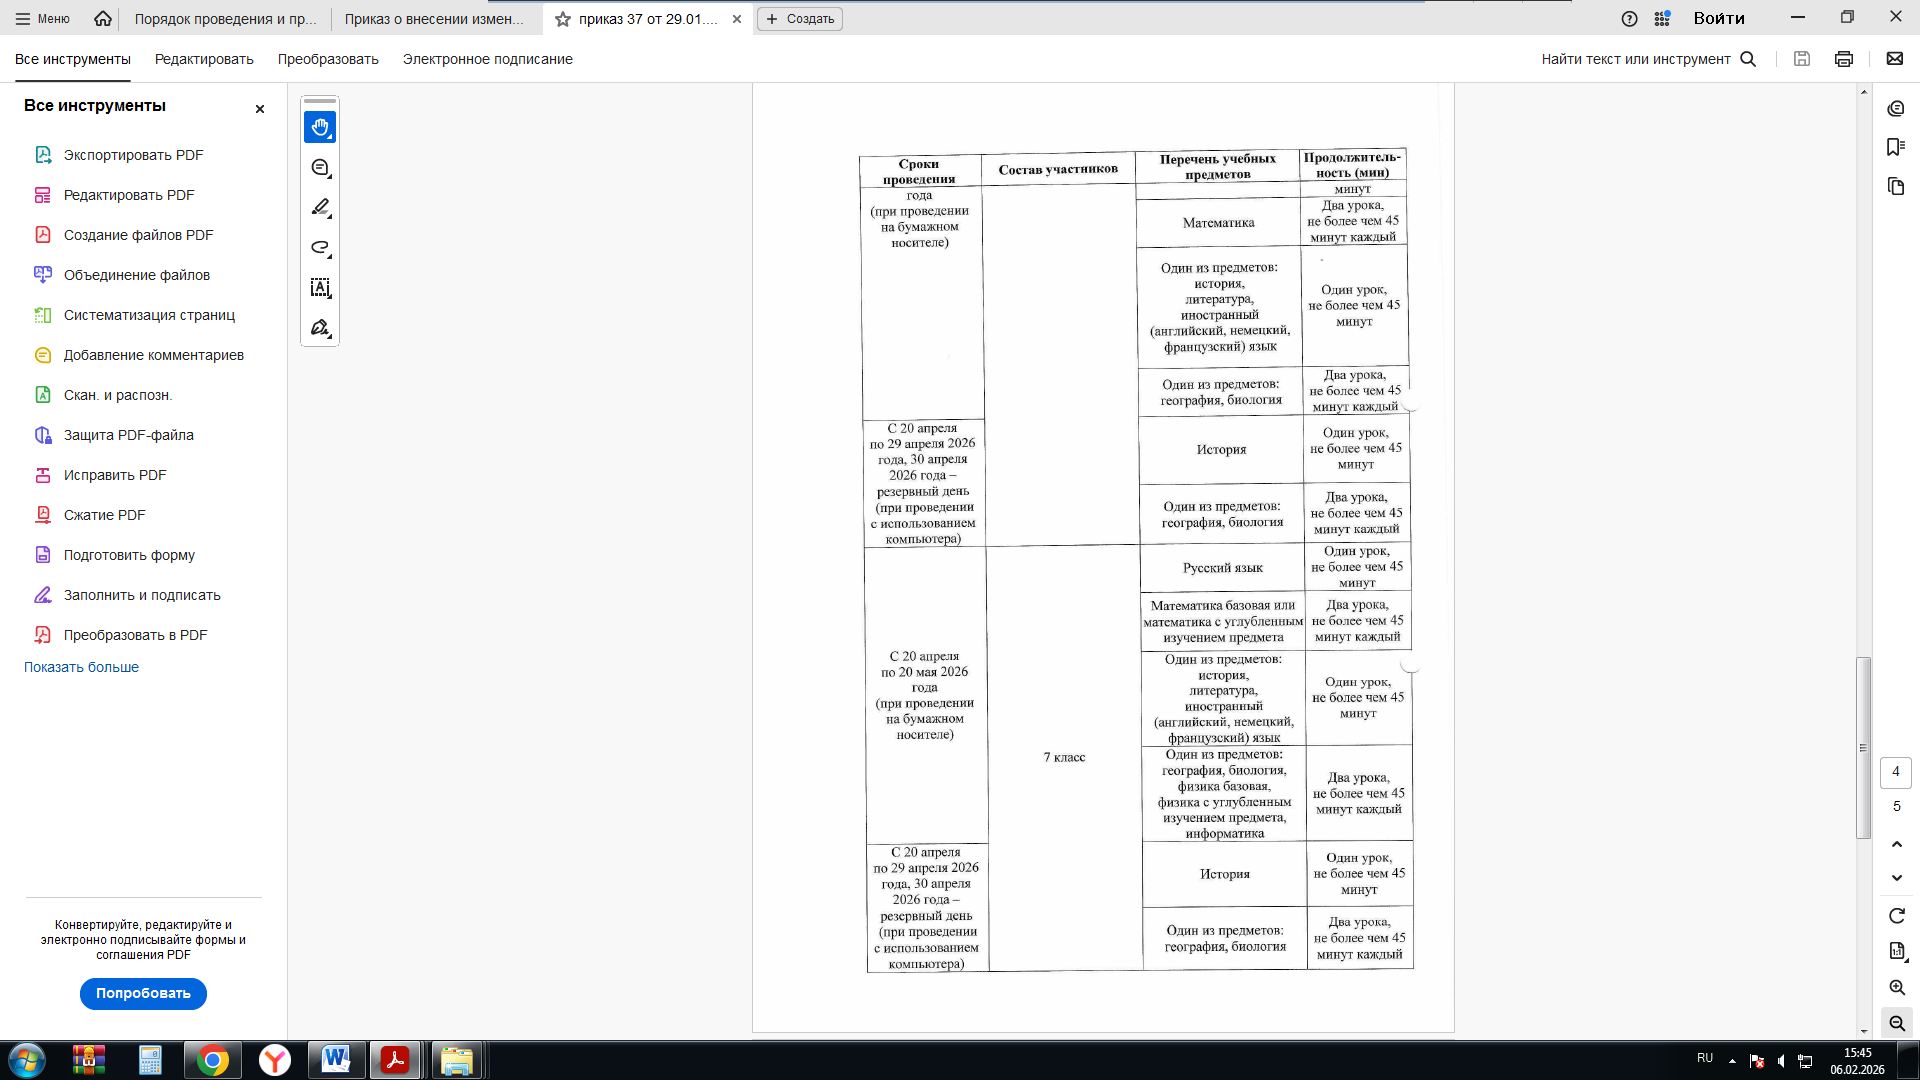 Меню
Порядок проведения и пр...
Приказ о внесении измен...
приказ 37 от 29.01....
Создать
Войти
Все инструменты
Редактировать
Преобразовать
Электронное подписание
Найти текст или инструмент
Все инструменты
Экспортировать PDF
Редактировать PDF
Создание файлов PDF
Объединение файлов
Систематизация страниц
Добавление комментариев
Скан. и распозн.
Защита PDF-файла
Исправить PDF
Сжатие PDF
Подготовить форму
Заполнить и подписать
Преобразовать в PDF
Показать больше
Конвертируйте, редактируйте и
электронно подписывайте формы и
соглашения PDF
Попробовать
Сроки
проведения
Состав участников
Перечень учебных
предметов
Продолжитель-
ность (мин)
года
(при проведении
на бумажном
носителе)
минут
Математика
Два урока,
не более чем 45
минут каждый
Один из предметов:
история,
литература,
иностранный
(английский, немецкий,
французский) язык
Один урок,
не более чем 45
минут
Один из предметов:
география, биология
Два урока,
не более чем 45
минут каждый
С 20 апреля
по 29 апреля 2026
года, 30 апреля
2026 года –
резервный день
(при проведении
с использованием
компьютера)
История
Один урок,
не более чем 45
минут
Один из предметов:
география, биология
Два урока,
не более чем 45
минут каждый
С 20 апреля
по 20 мая 2026
года
(при проведении
на бумажном
носителе)
7 класс
Русский язык
Один урок,
не более чем 45
минут
Математика базовая или
математика с углубленным
изучением предмета
Два урока,
не более чем 45
минут каждый
Один из предметов:
история,
литература,
иностранный
(английский, немецкий,
французский) язык
Один урок,
не более чем 45
минут
Один из предметов:
география, биология,
физика базовая,
физика с углубленным
изучением предмета,
информатика
Два урока,
не более чем 45
минут каждый
С 20 апреля
по 29 апреля 2026
года, 30 апреля
2026 года –
резервный день
(при проведении
с использованием
компьютера)
История
Один урок,
не более чем 45
минут
Один из предметов:
география, биология
Два урока,
не более чем 45
минут каждый
4
5
RU
15:45
06.02.2026